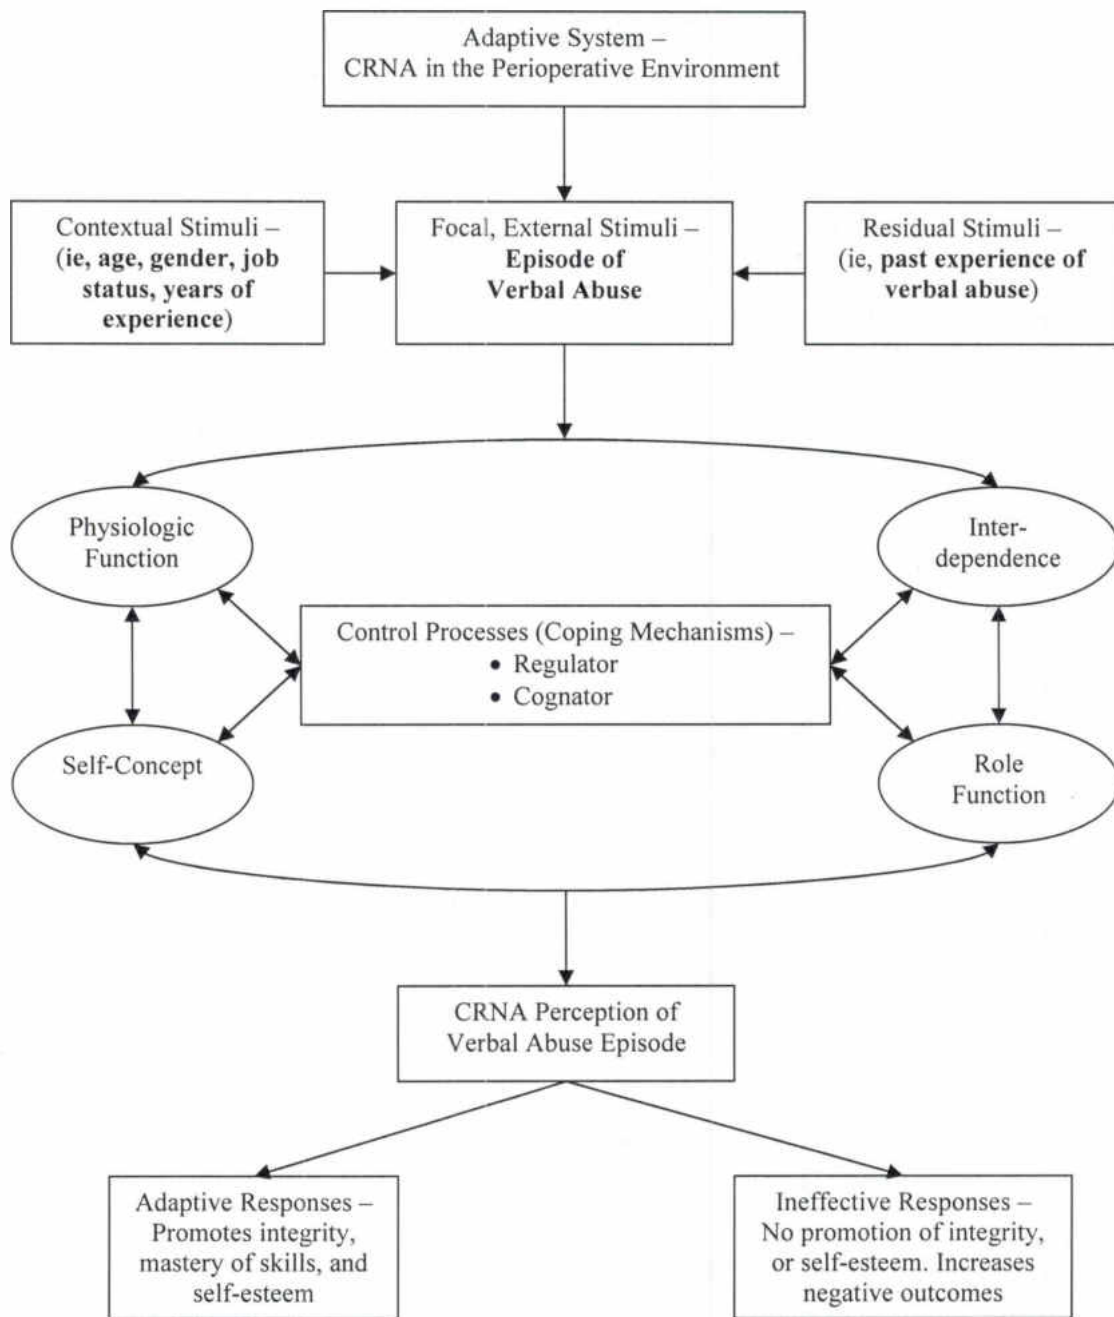 Adaptive System –
CRNA in the Perioperative Environment
Contextual Stimuli –
(ie, age, gender, job
status, years of
experience)
Focal, External Stimuli –
Episode of
Verbal Abuse
Residual Stimuli –
(ie, past experience of
verbal abuse)
Physiologic
Function
Inter-
dependence
Control Processes (Coping Mechanisms) –
• Regulator
• Cognator
Self-Concept
Role
Function
CRNA Perception of
Verbal Abuse Episode
Adaptive Responses –
Promotes integrity,
mastery of skills, and
self-esteem
Ineffective Responses –
No promotion of integrity,
or self-esteem. Increases
negative outcomes